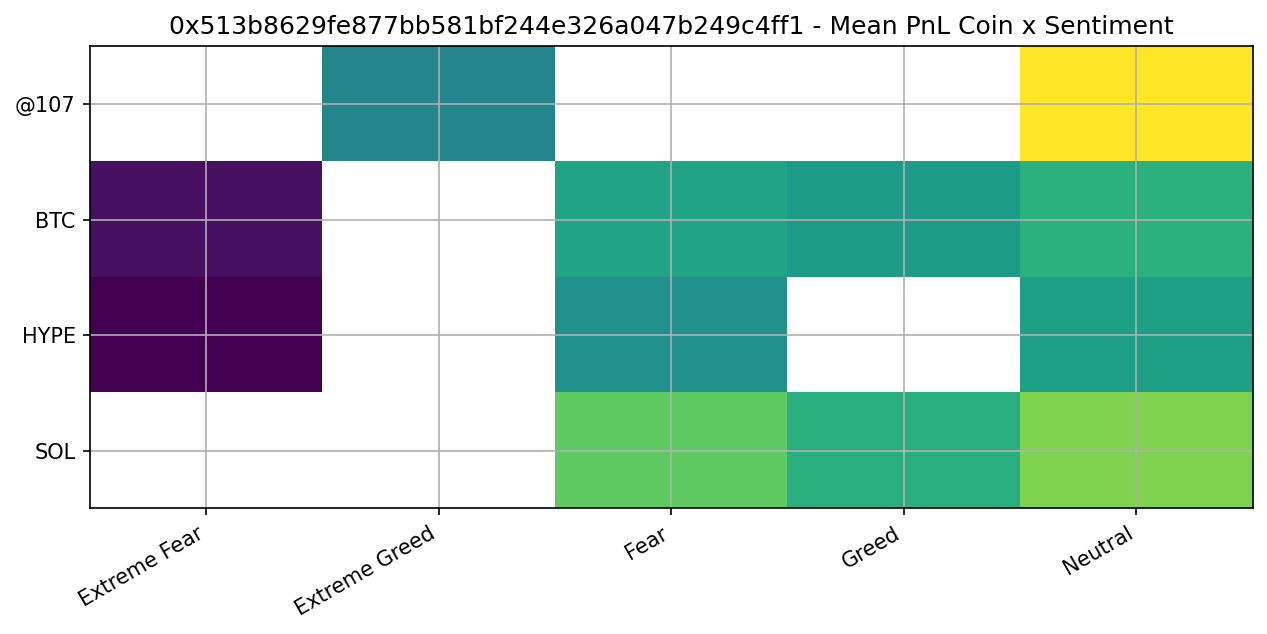 0x513b8629fe877bb581bf244e326a047b249c4ff1 - Mean PnL Coin x Sentiment
@107
BTC
HYPE
SOL
Extreme Fear
Extreme Greed
Fear
Greed
Neutral